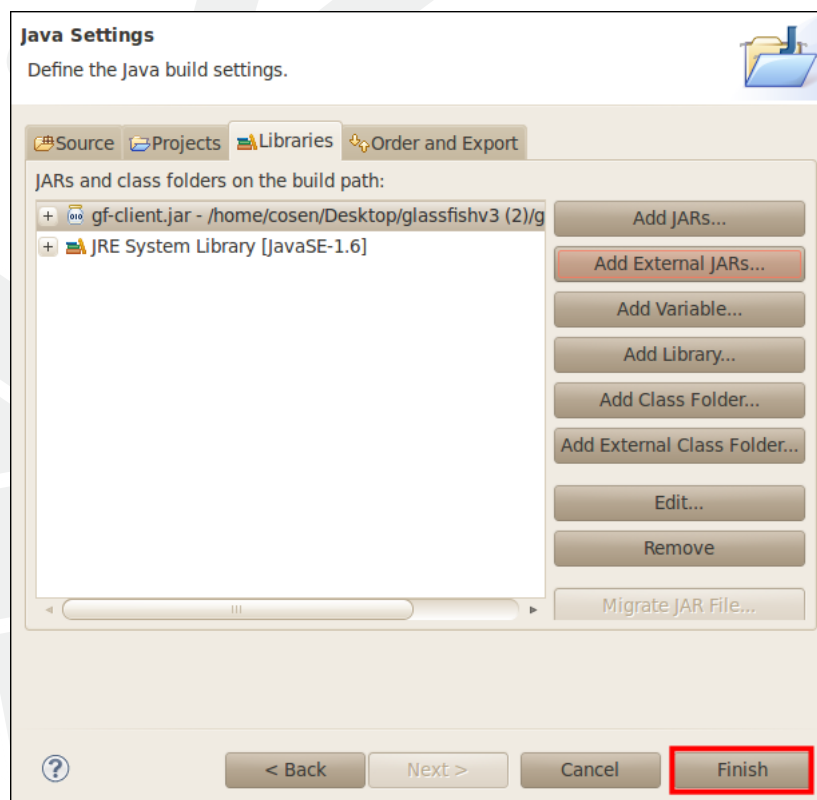 Java Settings
Define the Java build settings.
Source Projects Libraries Order and Export
JARs and class folders on the build path:
gf-client.jar - /home/cosen/Desktop/glassfishv3 (2)/g
JRE System Library [JavaSE-1.6]
Add JARs...
Add External JARs...
Add Variable...
Add Library...
Add Class Folder...
Add External Class Folder...
Edit...
Remove
Migrate JAR File...
< Back Next > Cancel Finish